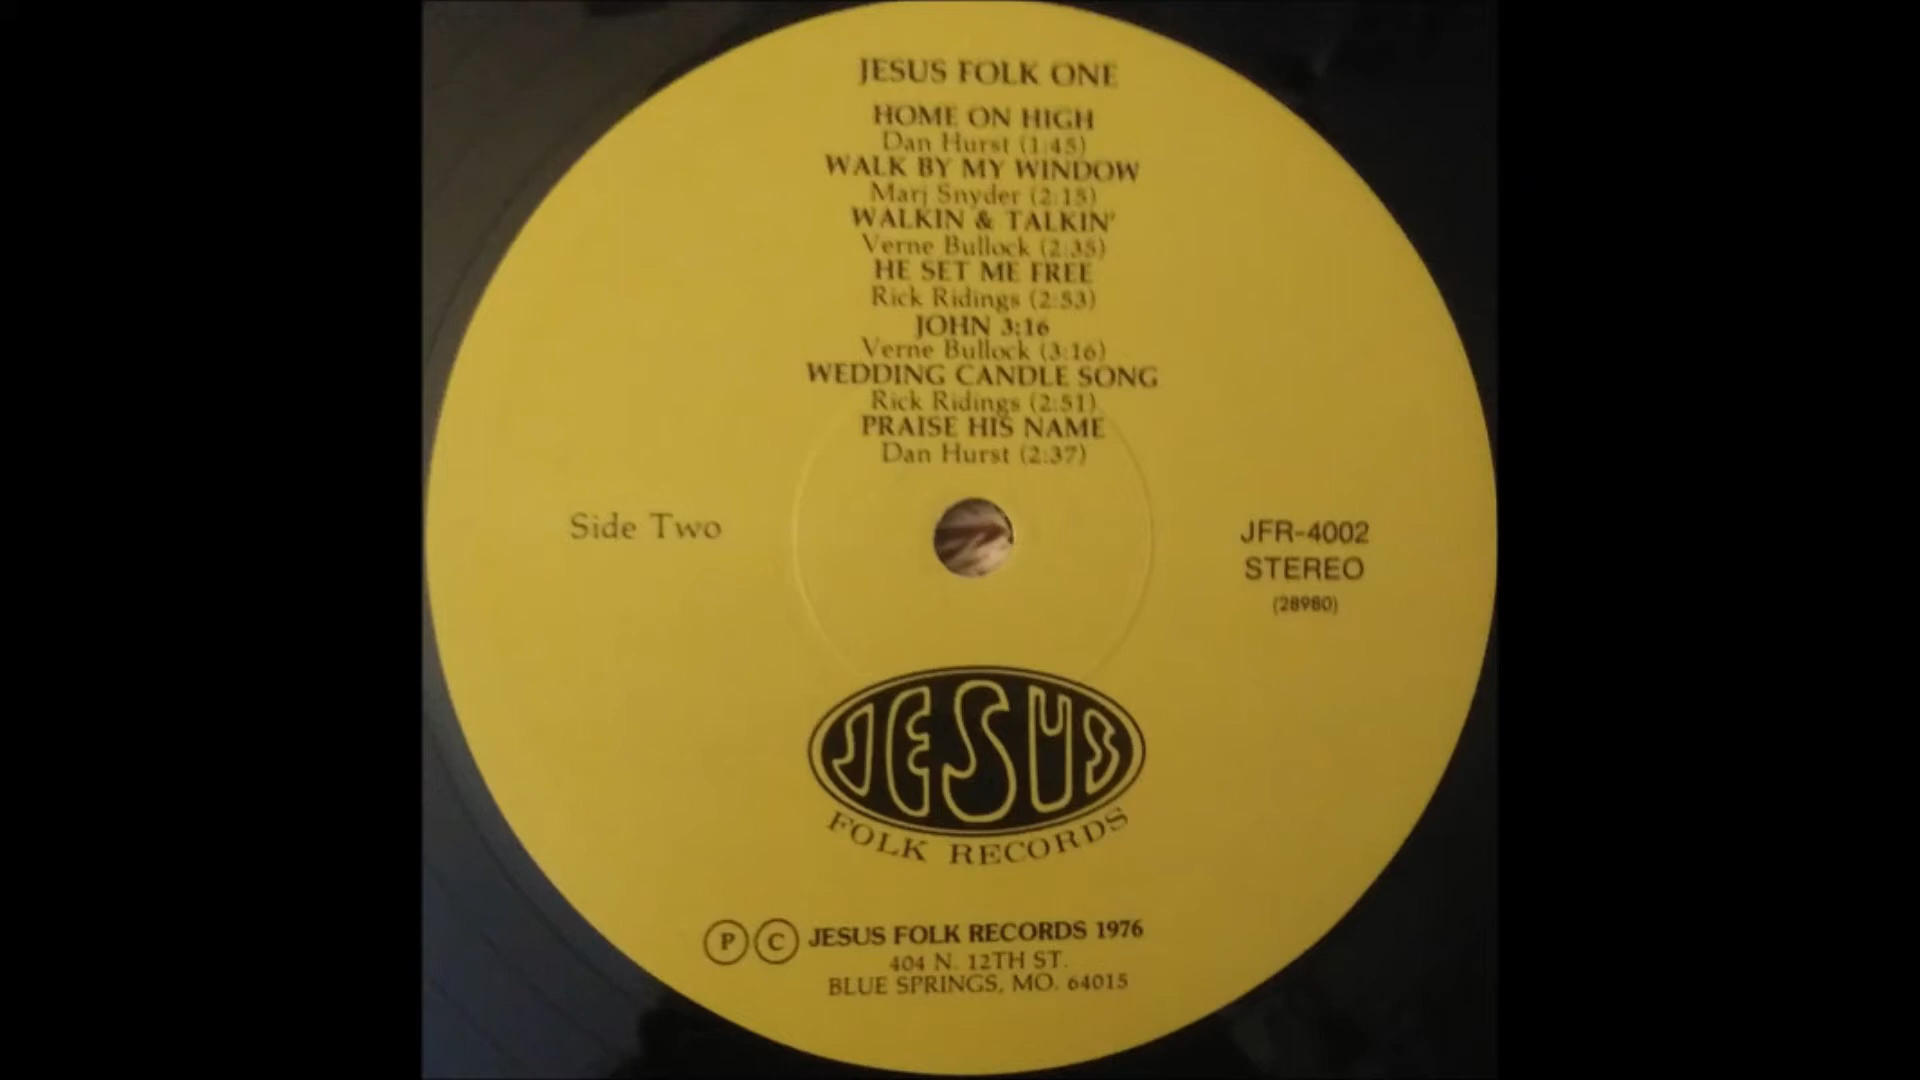 JESUS FOLK ONE
HOME ON HIGH
Dan Hurst (1:45)
WALK BY MY WINDOW
Marj Snyder (2:15)
WALKIN & TALKIN'
Verne Bullock (2:35)
HE SET ME FREE
Rick Ridings (2:53)
JOHN 3:16
Verne Bullock (3:16)
WEDDING CANDLE SONG
Rick Ridings (2:51)
PRAISE HIS NAME
Dan Hurst (2:37)
Side Two
JFR-4002
STEREO
(28980)
JESUS
FOLK RECORDS
Ⓟ Ⓒ JESUS FOLK RECORDS 1976
404 N. 12TH ST.
BLUE SPRINGS, MO. 64015